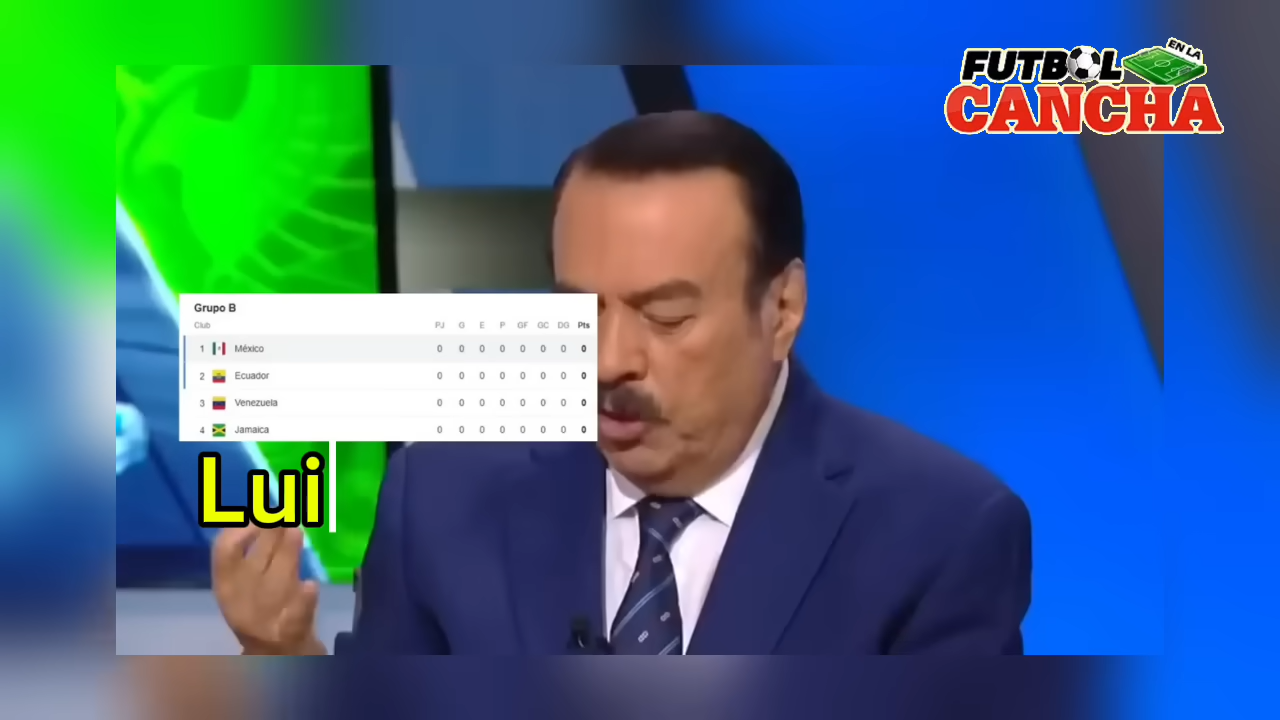 FUTBOL
EN LA
CANCHA
Grupo B
Club PJ G E P GF GC DG Pts
1 México 0 0 0 0 0 0 0 0
2 Ecuador 0 0 0 0 0 0 0 0
3 Venezuela 0 0 0 0 0 0 0 0
4 Jamaica 0 0 0 0 0 0 0 0
Lui